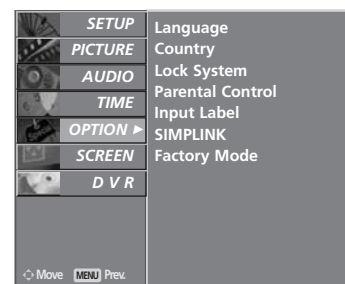 SETUP
PICTURE
AUDIO
TIME
OPTION ►
SCREEN
D V R
Language
Country
Lock System
Parental Control
Input Label
SIMPLINK
Factory Mode
Move MENU Prev.